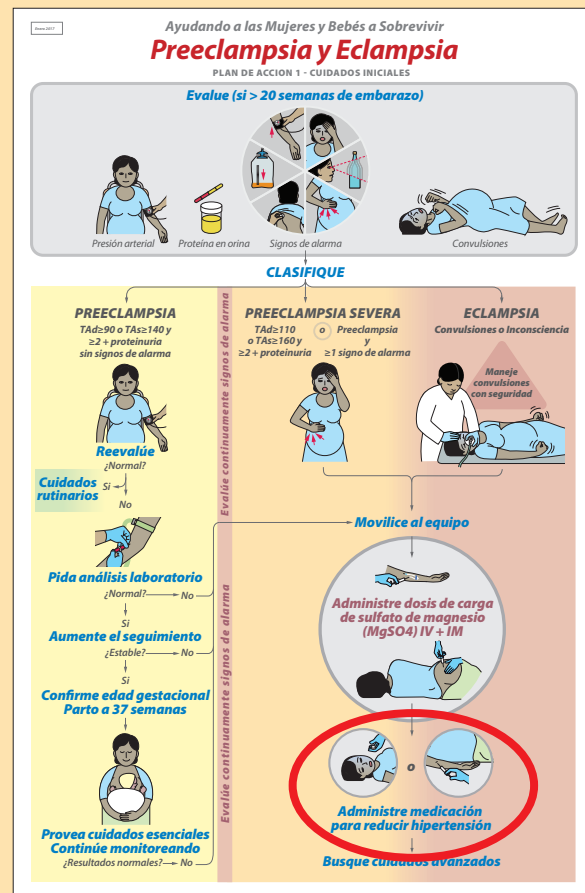 Enero 2017
Ayudando a las Mujeres y Bebés a Sobrevivir
Preeclampsia y Eclampsia
PLAN DE ACCION 1 - CUIDADOS INICIALES
Evalue (si > 20 semanas de embarazo)
Presión arterial
Proteína en orina
Signos de alarma
Convulsiones
CLASIFIQUE
PREECLAMPSIA
TAd≥90 o TAs≥140 y
≥2 + proteinuria
sin signos de alarma
Reevalúe
¿Normal?
Si
Cuidados
rutinarios
No
Pida análisis laboratorio
¿Normal?
No
Si
Aumente el seguimiento
¿Estable?
No
Si
Confirme edad gestacional
Parto a 37 semanas
Provea cuidados esenciales
Continúe monitoreando
¿Resultados normales?
No
Evalúe continuamente signos de alarma
Evalúe continuamente signos de alarma
PREECLAMPSIA SEVERA
TAd≥110
o TAs≥160 y
≥2 + proteinuria
o
Preeclampsia
y
≥1 signo de alarma
ECLAMPSIA
Convulsiones o Inconsciencia
Maneje
convulsiones
con seguridad
Movilice al equipo
Administre dosis de carga
de sulfato de magnesio
(MgSO4) IV + IM
o
Administre medicación
para reducir hipertensión
Busque cuidados avanzados